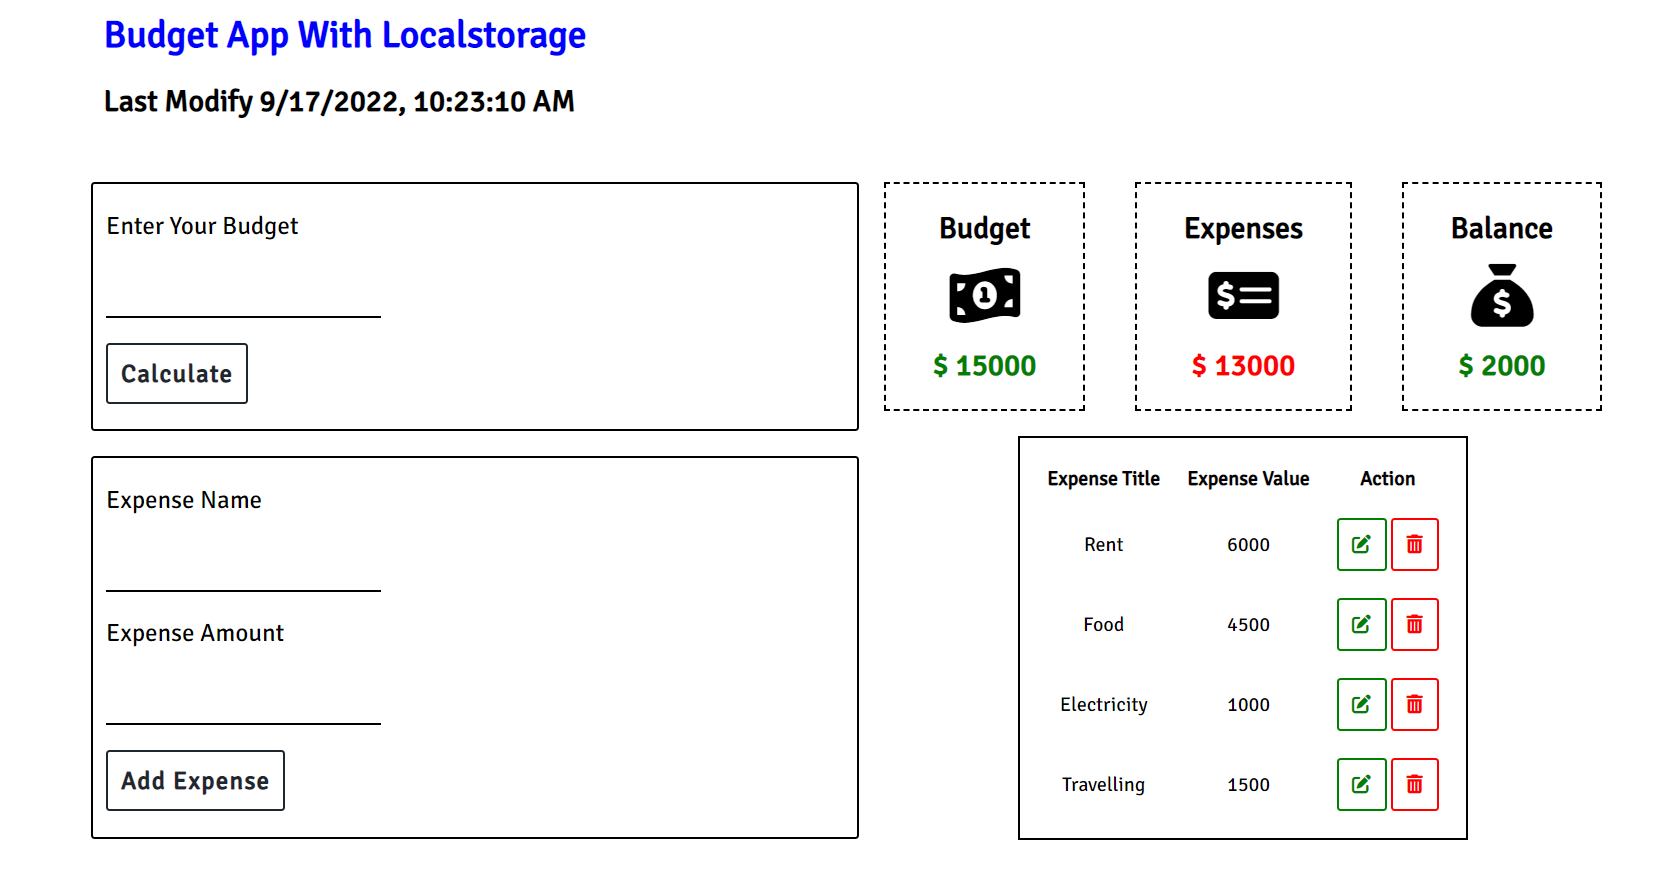 Budget App With Localstorage
Last Modify 9/17/2022, 10:23:10 AM
Enter Your Budget
Calculate
Expense Name
Expense Amount
Add Expense
Budget
1
$ 15000
Expenses
$
$ 13000
Balance
$
$ 2000
Expense Title Expense Value Action
Rent 6000
Food 4500
Electricity 1000
Travelling 1500